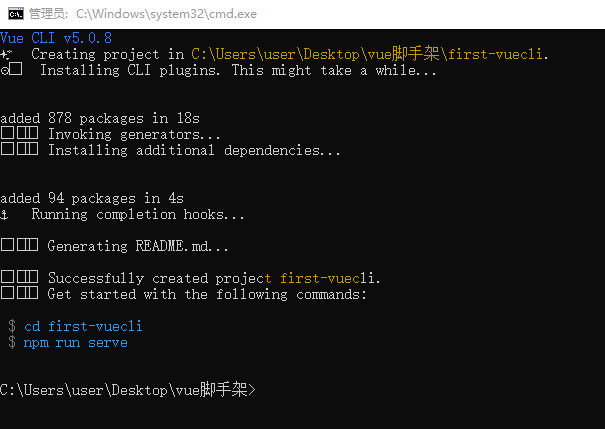 管理员: C:\Windows\system32\cmd.exe
Vue CLI v5.0.8
Creating project in C:\Users\user\Desktop\vue脚手架\first-vuecli.
Installing CLI plugins. This might take a while...
added 878 packages in 18s
Invoking generators...
Installing additional dependencies...
added 94 packages in 4s
Running completion hooks...
Generating README.md...
Successfully created project first-vuecli.
Get started with the following commands:
$ cd first-vuecli
$ npm run serve
C:\Users\user\Desktop\vue脚手架>